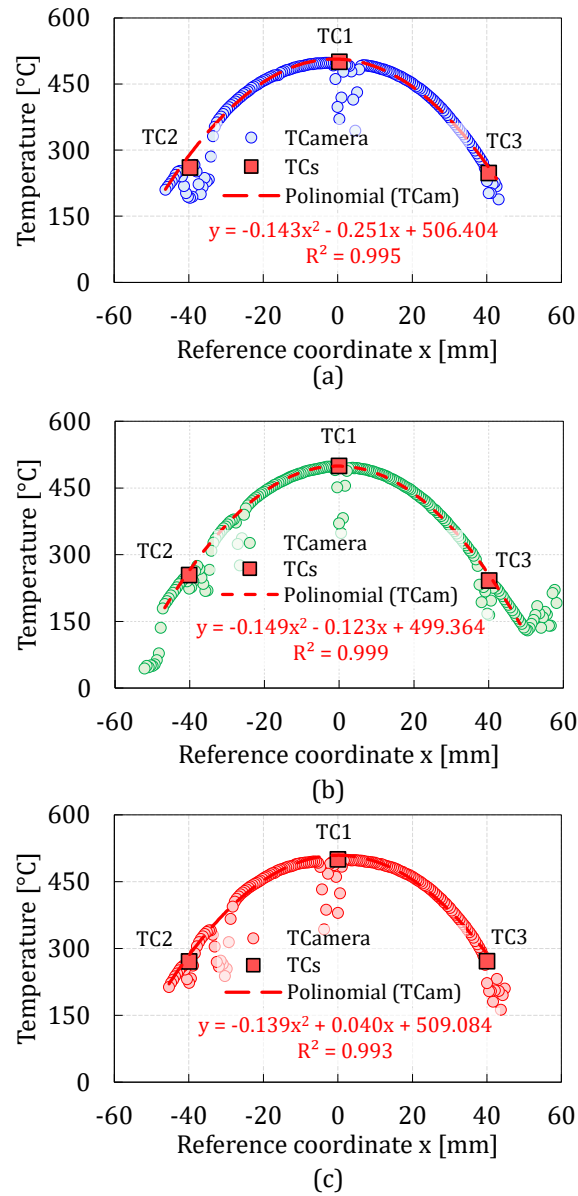 (a)
Temperature [°C]
600
450
300
150
0
TC1
TC2
TC3
TCamera
TCs
Polinomial (TCam)
y = -0.143x² - 0.251x + 506.404
R² = 0.995
-60 -40 -20 0 20 40 60
Reference coordinate x [mm]
(a)
Temperature [°C]
600
450
300
150
0
TC1
TC2
TC3
TCamera
TCs
Polinomial (TCam)
y = -0.149x² - 0.123x + 499.364
R² = 0.999
-60 -40 -20 0 20 40 60
Reference coordinate x [mm]
(b)
Temperature [°C]
600
450
300
150
0
TC1
TC2
TC3
TCamera
TCs
Polinomial (TCam)
y = -0.139x² + 0.040x + 509.084
R² = 0.993
-60 -40 -20 0 20 40 60
Reference coordinate x [mm]
(c)